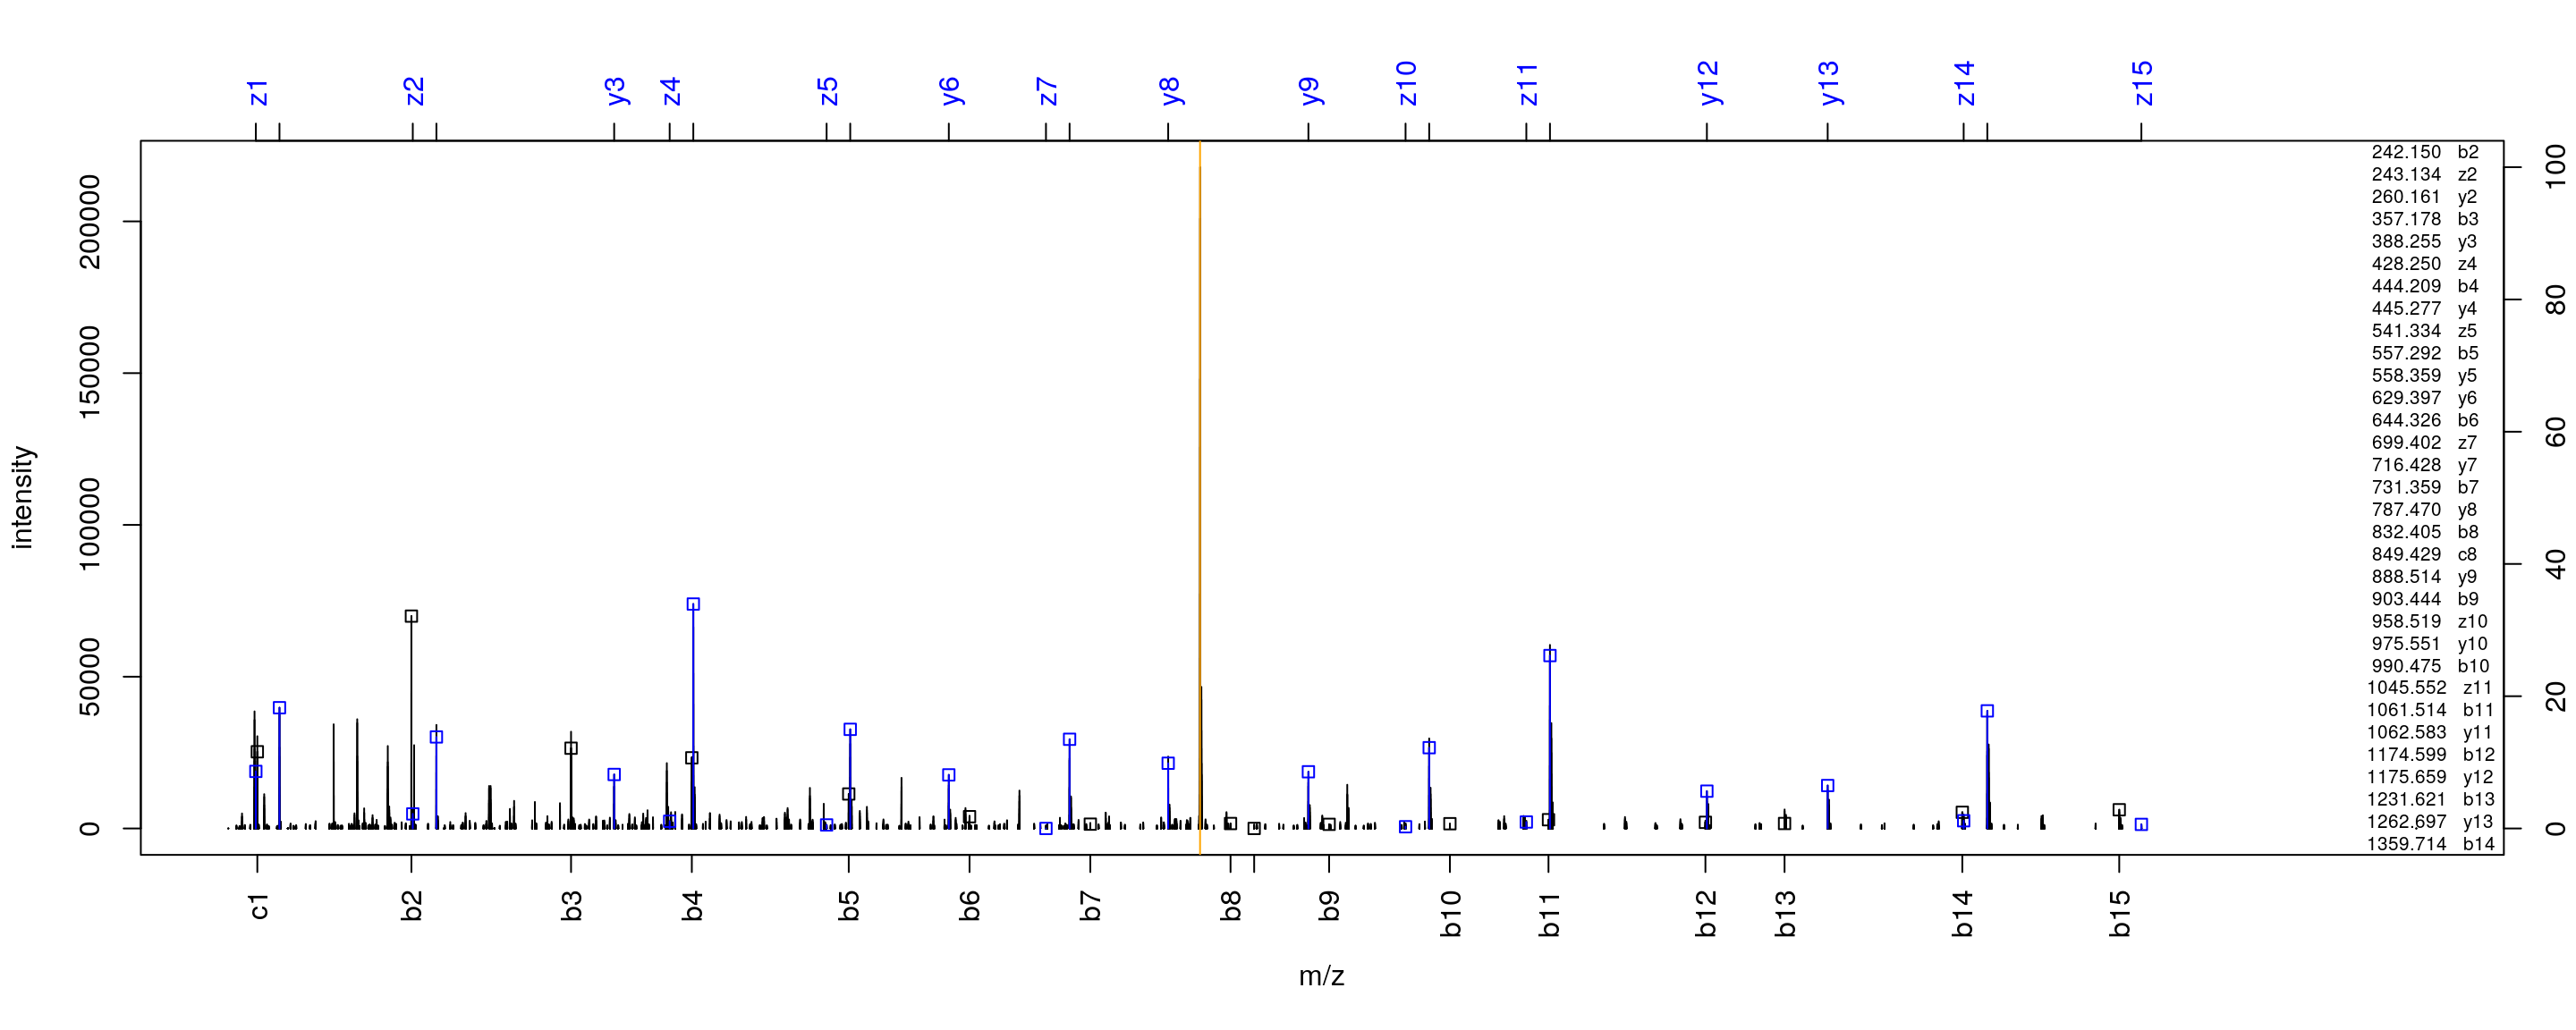 z1 z2 y3 z4 z5 y6 z7 y8 y9 z10 z11 y12 y13 z14 z15
242.150 b2
243.134 z2
260.161 y2
357.178 b3
388.255 y3
428.250 z4
444.209 b4
445.277 y4
541.334 z5
557.292 b5
558.359 y5
629.397 y6
644.326 b6
699.402 z7
716.428 y7
731.359 b7
787.470 y8
832.405 b8
849.429 c8
888.514 y9
903.444 b9
958.519 z10
975.551 y10
990.475 b10
1045.552 z11
1061.514 b11
1062.583 y11
1174.599 b12
1175.659 y12
1231.621 b13
1262.697 y13
1359.714 b14
intensity
200000
150000
100000
50000
0
100
80
60
40
20
0
c1 b2 b3 b4 b5 b6 b7 b8 b9 b10 b11 b12 b13 b14 b15
m/z